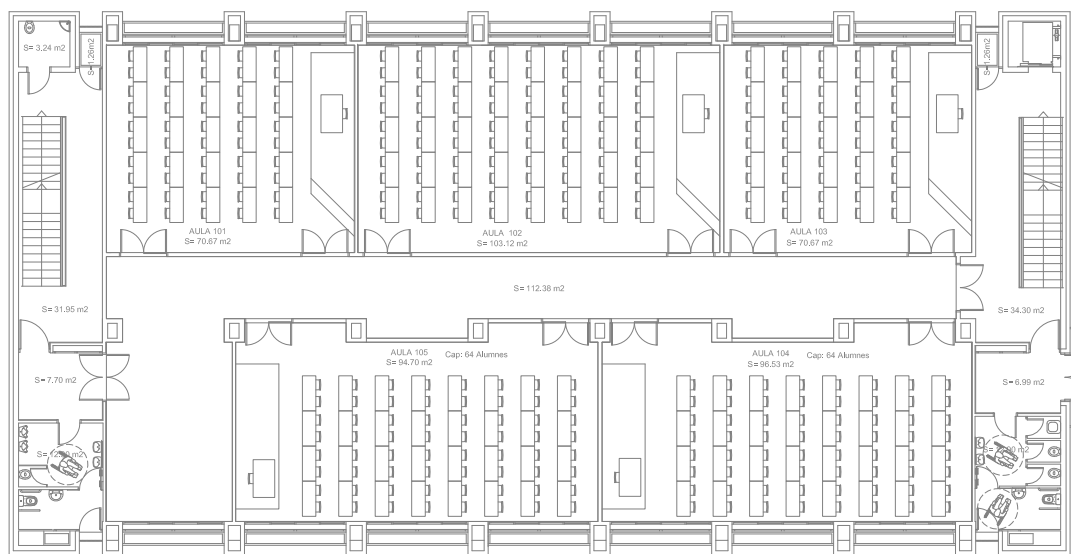 S= 3.24 m2
S=1.26m2
S=1.26m2
AULA 101
S= 70.67 m2
AULA 102
S= 103.12 m2
AULA 103
S= 70.67 m2
S= 112.38 m2
S= 31.95 m2
S= 34.30 m2
AULA 105
Cap: 64 Alumnes
S= 94.70 m2
AULA 104
Cap: 64 Alumnes
S= 96.53 m2
S= 7.70 m2
S= 6.99 m2